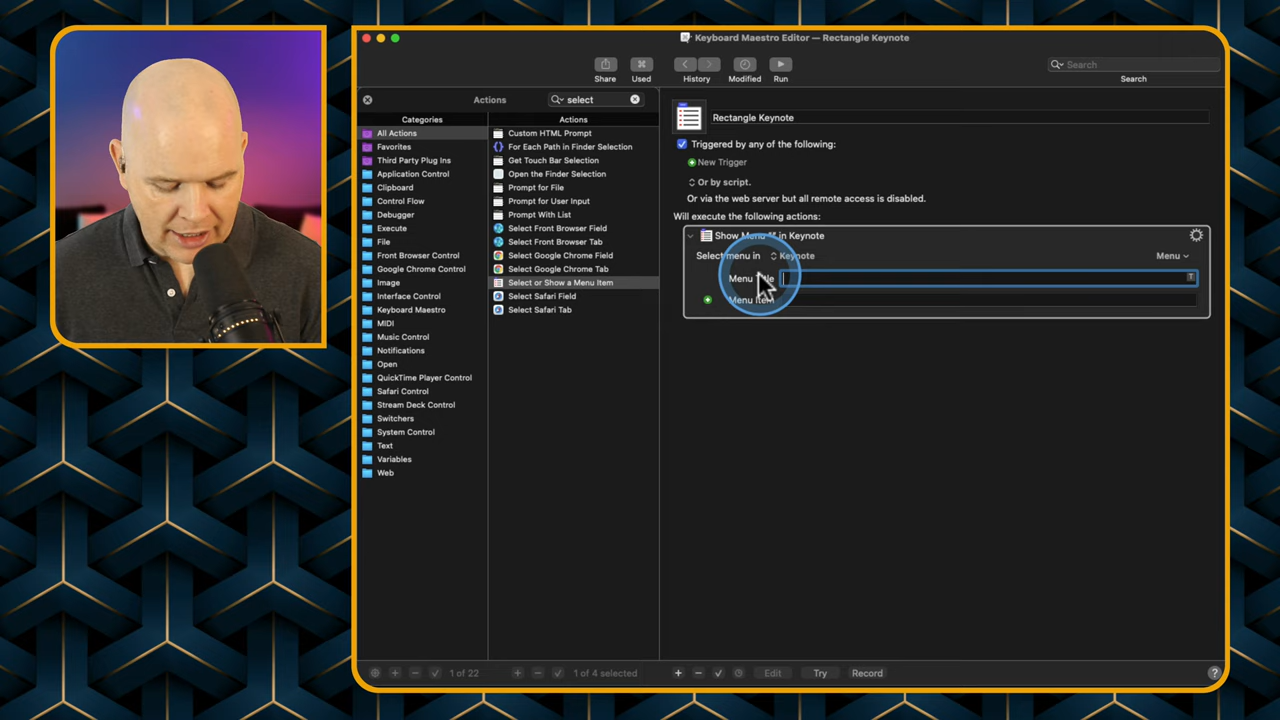 Keyboard Maestro Editor — Rectangle Keynote
Share
Used
History
Modified
Run
Search
Search
Actions
select
Categories
Actions
All Actions
Favorites
Third Party Plug Ins
Application Control
Clipboard
Control Flow
Debugger
Execute
File
Front Browser Control
Google Chrome Control
Image
Interface Control
Keyboard Maestro
MIDI
Music Control
Notifications
Open
QuickTime Player Control
Safari Control
Stream Deck Control
Switchers
System Control
Text
Variables
Web
Custom HTML Prompt
For Each Path in Finder Selection
Get Touch Bar Selection
Open the Finder Selection
Prompt for File
Prompt for User Input
Prompt With List
Select Front Browser Field
Select Front Browser Tab
Select Google Chrome Field
Select Google Chrome Tab
Select or Show a Menu Item
Select Safari Field
Select Safari Tab
Rectangle Keynote
Triggered by any of the following:
New Trigger
Or by script.
Or via the web server but all remote access is disabled.
Will execute the following actions:
Show Menu “” in Keynote
Select menu in Keynote Menu
Menu Title
Menu Item
1 of 22
1 of 4 selected
Edit
Try
Record
?